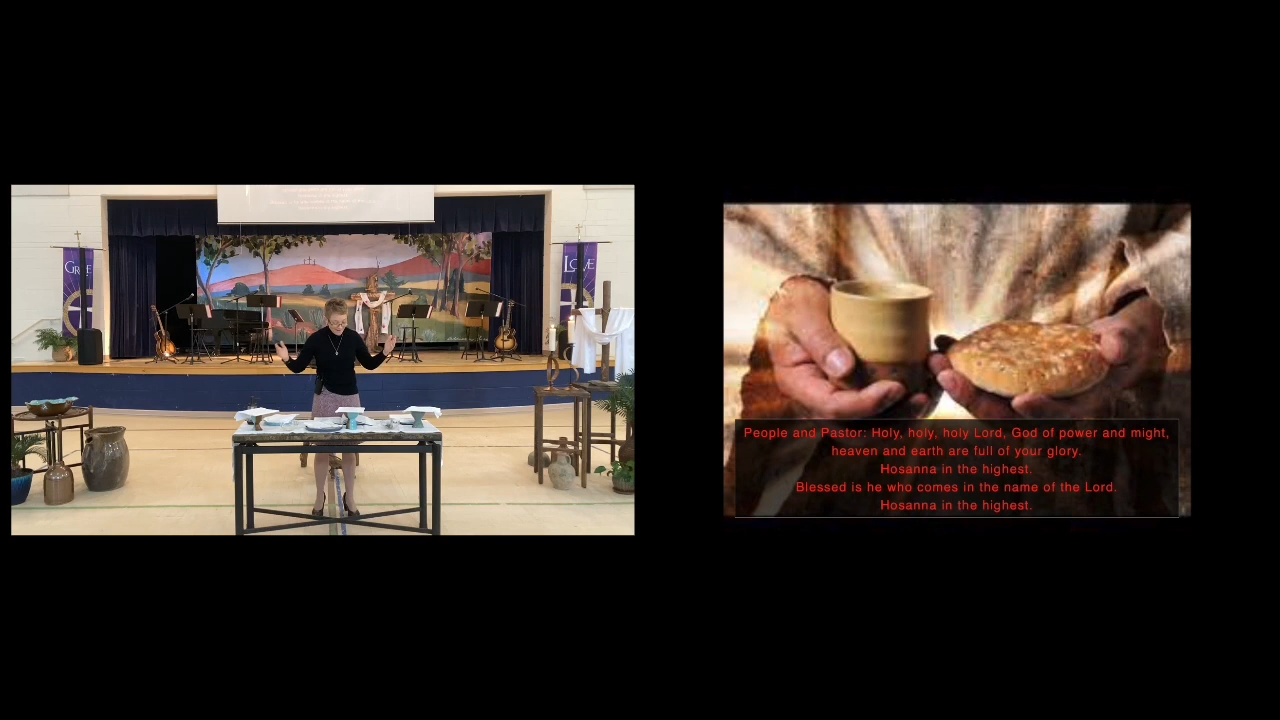 GRACE
LOVE
People and Pastor: Holy, holy, holy Lord, God of power and might,
heaven and earth are full of your glory.
Hosanna in the highest.
Blessed is he who comes in the name of the Lord.
Hosanna in the highest.